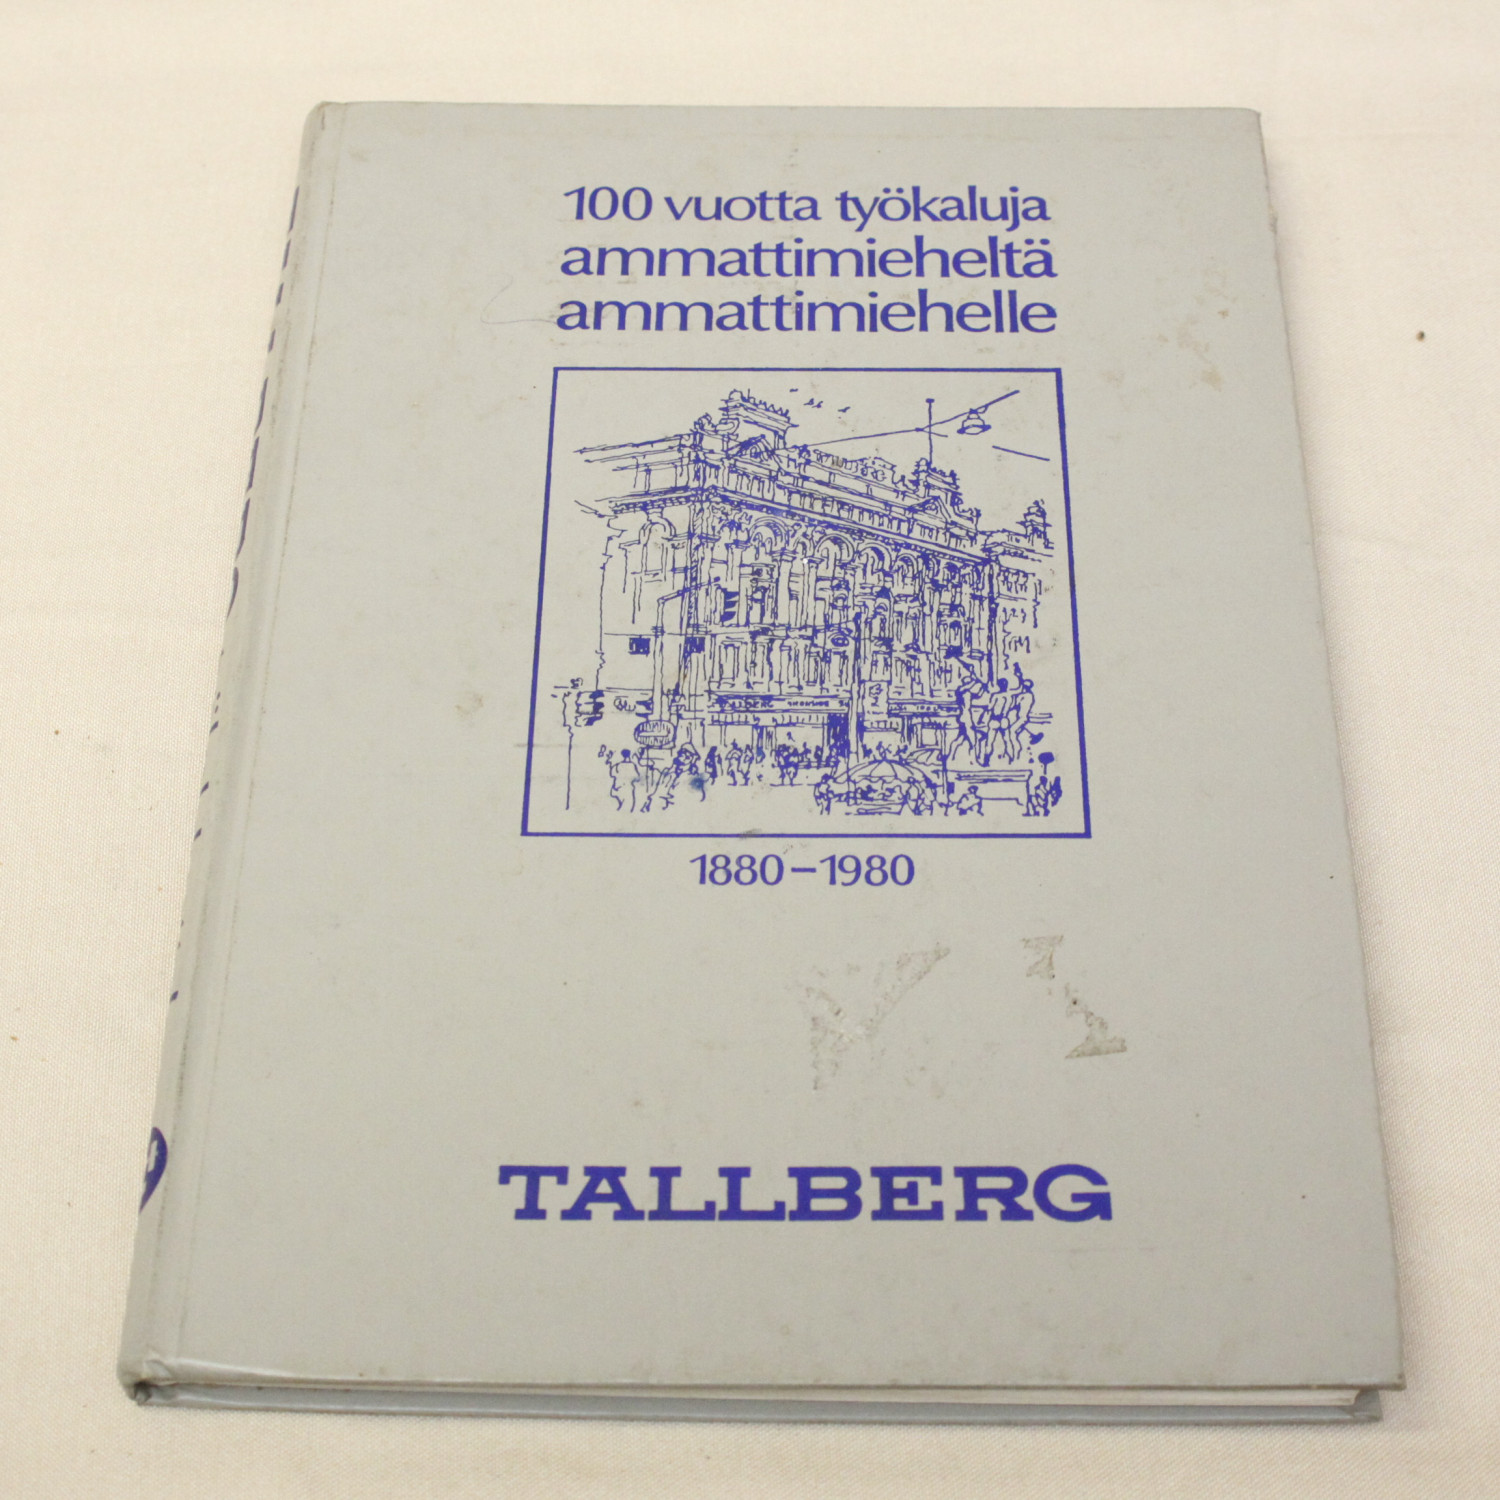 100 vuotta työkaluja
ammattimieheltä
ammattimiehelle
1880–1980
TALLBERG